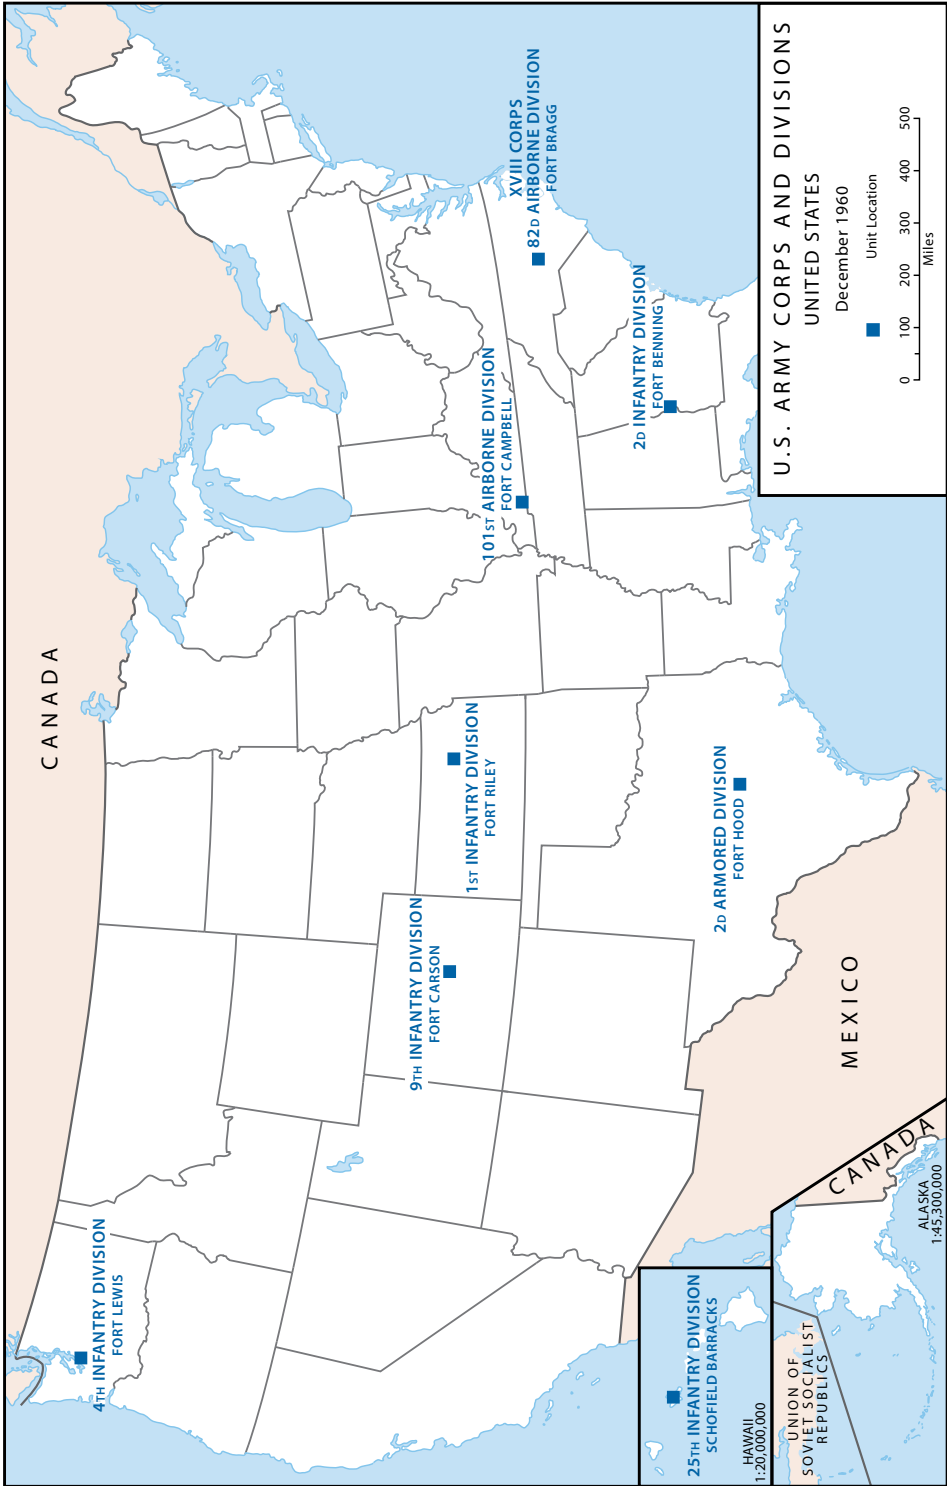 CANADA
4TH INFANTRY DIVISION
FORT LEWIS
9TH INFANTRY DIVISION
FORT CARSON
1ST INFANTRY DIVISION
FORT RILEY
101ST AIRBORNE DIVISION
FORT CAMPBELL
XVIII CORPS
82D AIRBORNE DIVISION
FORT BRAGG
2D INFANTRY DIVISION
FORT BENNING
2D ARMORED DIVISION
FORT HOOD
MEXICO
25TH INFANTRY DIVISION
SCHOFIELD BARRACKS
HAWAII
1:20,000,000
UNION OF
SOVIET SOCIALIST
REPUBLICS
CANADA
ALASKA
1:45,300,000
U.S. ARMY CORPS AND DIVISIONS
UNITED STATES
December 1960
Unit Location
0 100 200 300 400 500
Miles